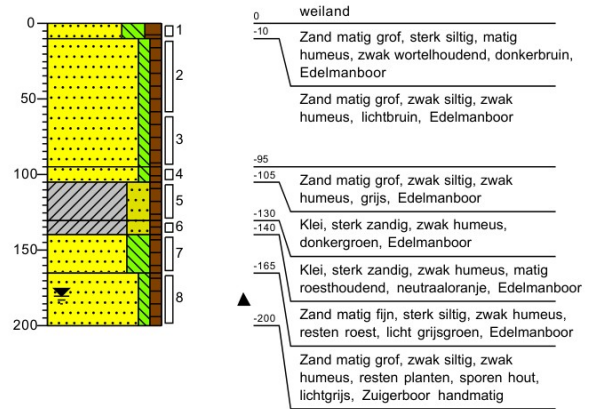 0
50
100
150
200
1
2
3
4
5
6
7
8
0
weiland
-10
Zand matig grof, sterk siltig, matig
humeus, zwak wortelhoudend, donkerbruin,
Edelmanboor
Zand matig grof, zwak siltig, zwak
humeus, lichtbruin, Edelmanboor
-95
-105
Zand matig grof, zwak siltig, zwak
humeus, grijs, Edelmanboor
-130
Klei, sterk zandig, zwak humeus,
donkergroen, Edelmanboor
-140
Klei, sterk zandig, zwak humeus, matig
roesthoudend, neutraaloranje, Edelmanboor
-165
Zand matig fijn, sterk siltig, zwak humeus,
resten roest, licht grijsgroen, Edelmanboor
-200
Zand matig grof, zwak siltig, zwak
humeus, resten planten, sporen hout,
lichtgrijs, Zuigerboor handmatig